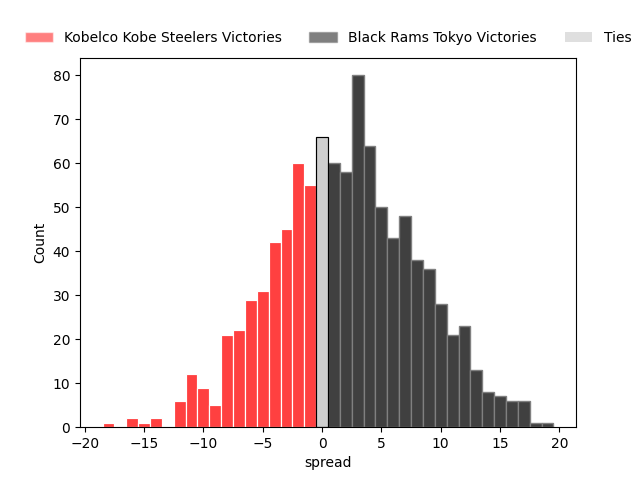 Kobelco Kobe Steelers Victories Black Rams Tokyo Victories Ties
80
70
60
50
40
30
20
10
0
Count
−20 −15 −10 −5 0 5 10 15 20
spread